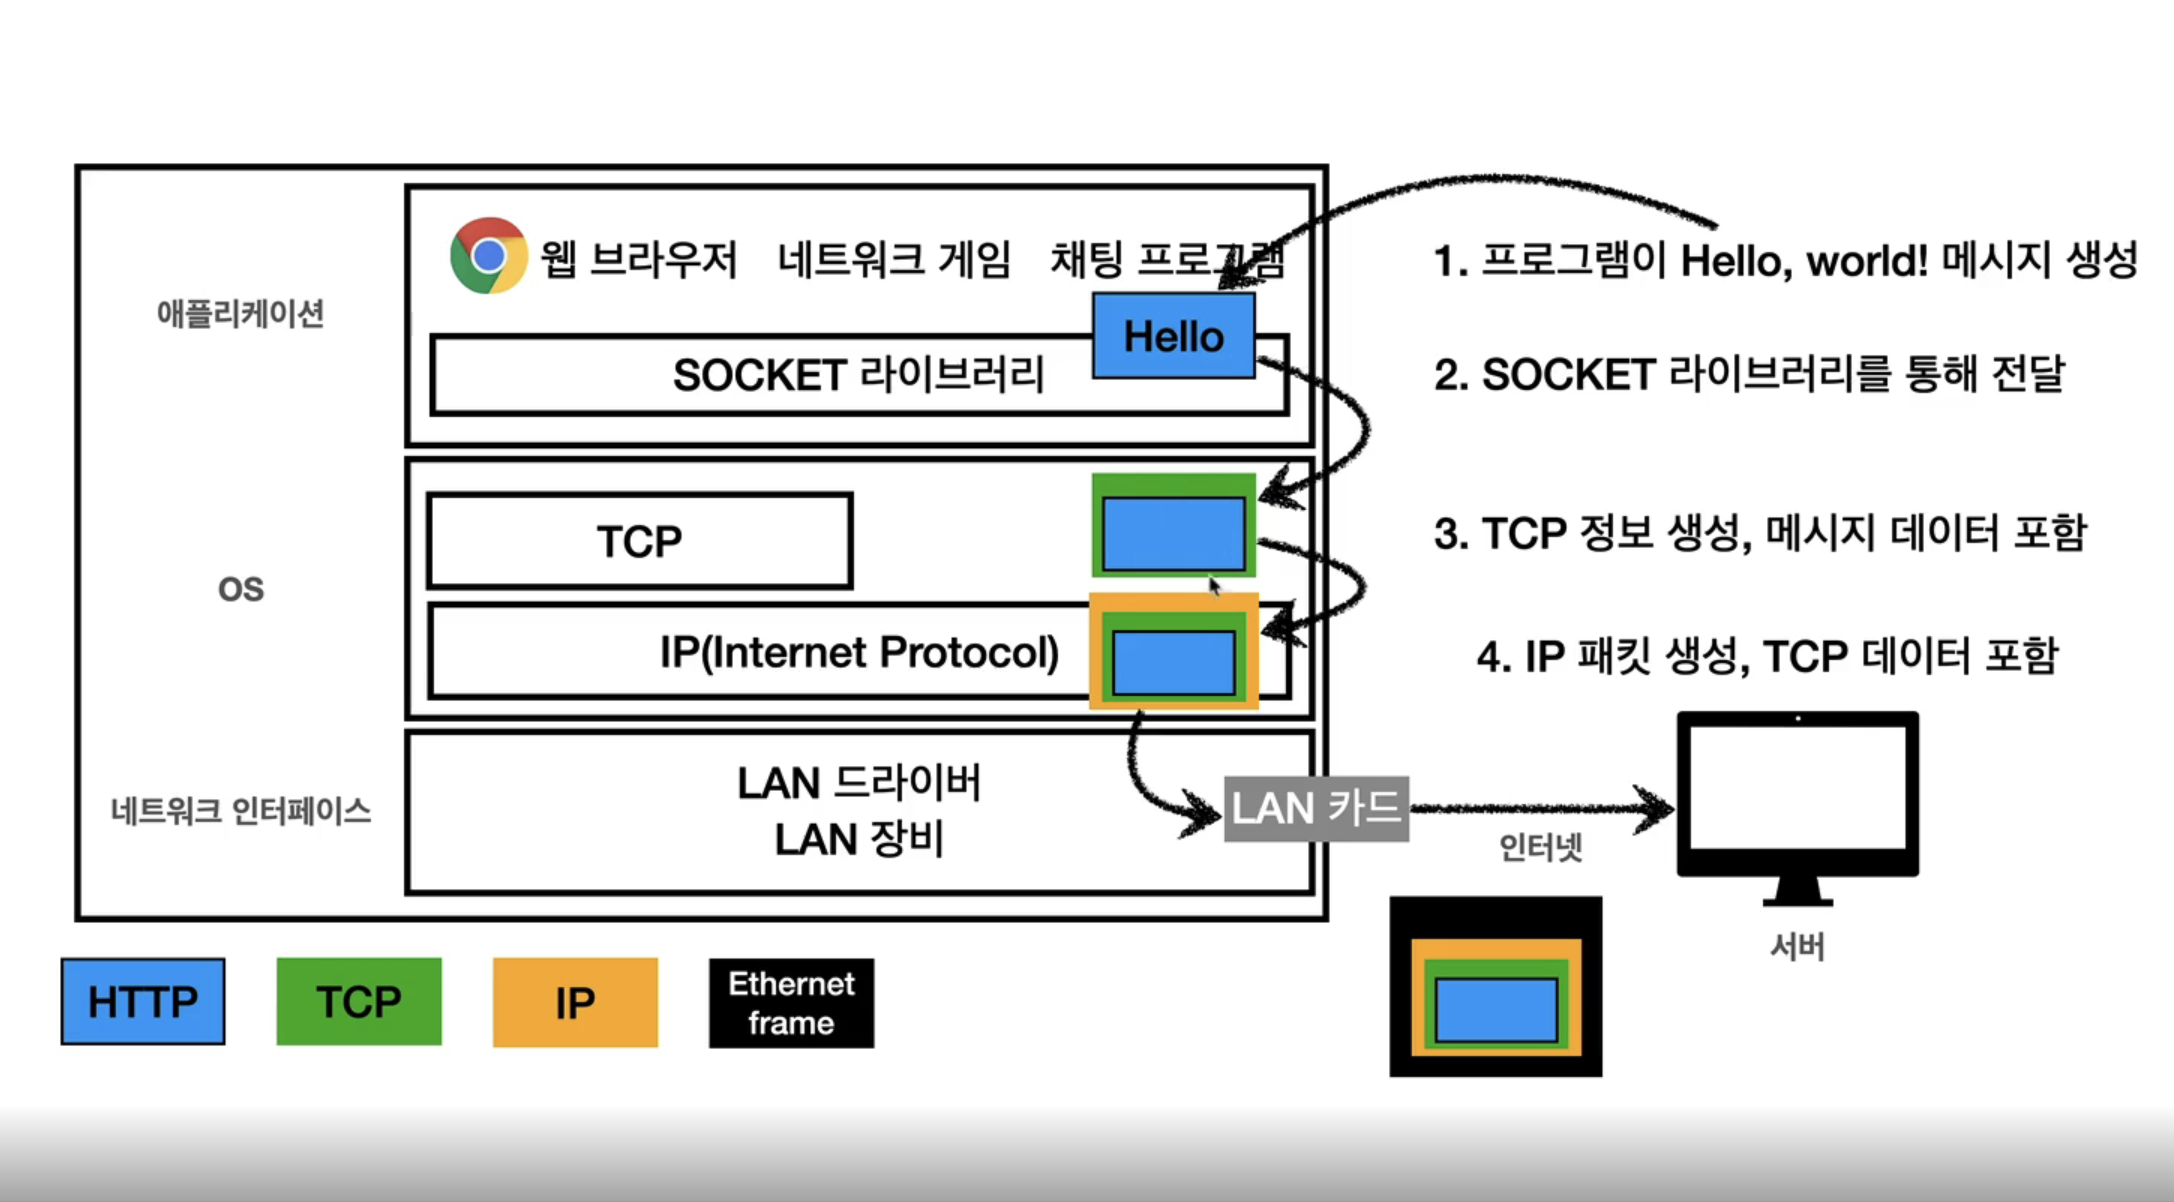 애플리케이션
웹 브라우저 네트워크 게임 채팅 프로그램
Hello
SOCKET 라이브러리
OS
TCP
IP(Internet Protocol)
네트워크 인터페이스
LAN 드라이버
LAN 장비
LAN 카드
인터넷
서버
1. 프로그램이 Hello, world! 메시지 생성
2. SOCKET 라이브러리를 통해 전달
3. TCP 정보 생성, 메시지 데이터 포함
4. IP 패킷 생성, TCP 데이터 포함
HTTP
TCP
IP
Ethernet
frame